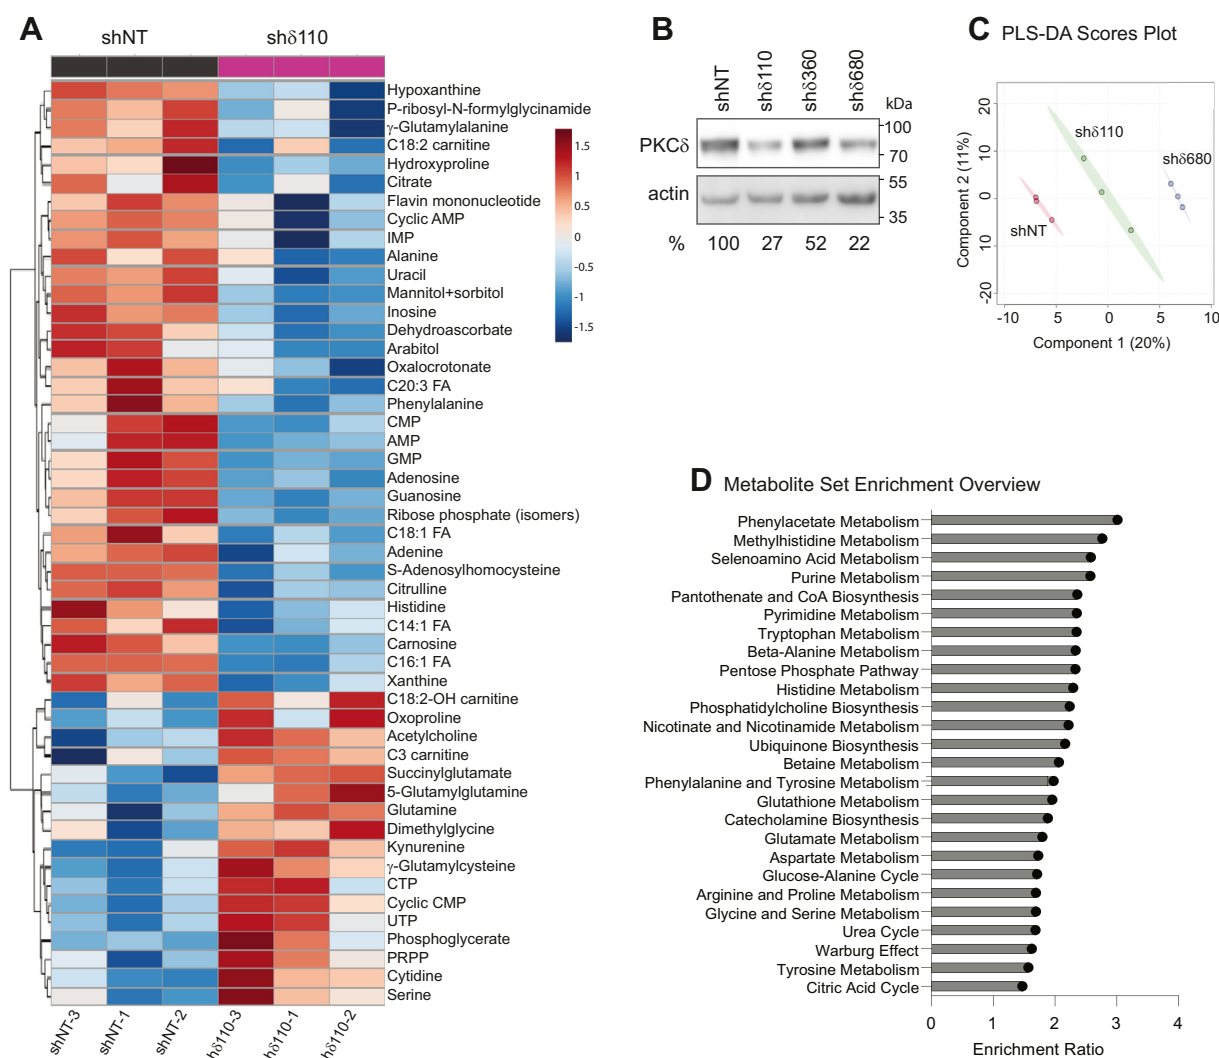 A
shNT
shδ110
Hypoxanthine
P-ribosyl-N-formylglycinamide
γ-Glutamylalanine
C18:2 carnitine
Hydroxyproline
Citrate
Flavin mononucleotide
Cyclic AMP
IMP
Alanine
Uracil
Mannitol+sorbitol
Inosine
Dehydroascorbate
Arabitol
Oxalocrotonate
C20:3 FA
Phenylalanine
CMP
AMP
GMP
Adenosine
Guanosine
Ribose phosphate (isomers)
C18:1 FA
Adenine
S-Adenosylhomocysteine
Citrulline
Histidine
C14:1 FA
Carnosine
C16:1 FA
Xanthine
C18:2-OH carnitine
Oxoproline
Acetylcholine
C3 carnitine
Succinylglutamate
5-Glutamylglutamine
Glutamine
Dimethylglycine
Kynurenine
γ-Glutamylcysteine
CTP
Cyclic CMP
UTP
Phosphoglycerate
PRPP
Cytidine
Serine
shNT-3
shNT-1
shNT-2
hδ110-3
hδ110-1
hδ110-2
1.5
1
0.5
0
-0.5
-1
-1.5
B
shNT
shδ110
shδ360
shδ680
kDa
PKCδ
100
70
actin
55
35
% 100 27 52 22
C PLS-DA Scores Plot
Component 2 (11%)
20
10
0
10
-20
shδ110
shδ680
shNT
-10 -5 0 5 10
Component 1 (20%)
D Metabolite Set Enrichment Overview
Phenylacetate Metabolism
Methylhistidine Metabolism
Selenoamino Acid Metabolism
Purine Metabolism
Pantothenate and CoA Biosynthesis
Pyrimidine Metabolism
Tryptophan Metabolism
Beta-Alanine Metabolism
Pentose Phosphate Pathway
Histidine Metabolism
Phosphatidylcholine Biosynthesis
Nicotinate and Nicotinamide Metabolism
Ubiquinone Biosynthesis
Betaine Metabolism
Phenylalanine and Tyrosine Metabolism
Glutathione Metabolism
Catecholamine Biosynthesis
Glutamate Metabolism
Aspartate Metabolism
Glucose-Alanine Cycle
Arginine and Proline Metabolism
Glycine and Serine Metabolism
Urea Cycle
Warburg Effect
Tyrosine Metabolism
Citric Acid Cycle
0 1 2 3 4
Enrichment Ratio